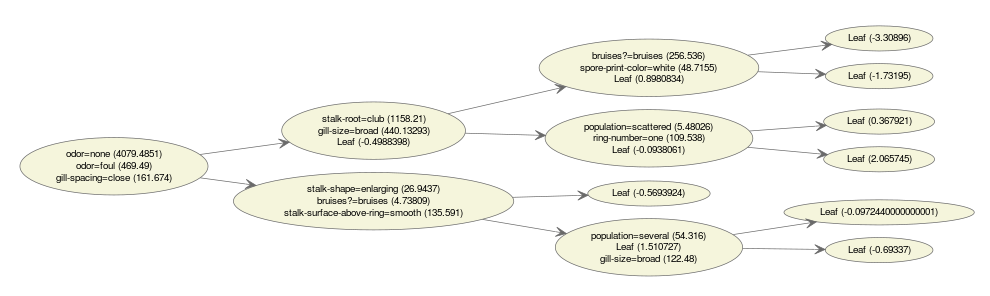 odor=none (4079.4851)
odor=foul (469.49)
gill-spacing=close (161.674)
stalk-root=club (1158.21)
gill-size=broad (440.13293)
Leaf (-0.4988398)
stalk-shape=enlarging (26.9437)
bruises?=bruises (4.73809)
stalk-surface-above-ring=smooth (135.591)
bruises?=bruises (256.536)
spore-print-color=white (48.7155)
Leaf (0.8980834)
population=scattered (5.48026)
ring-number=one (109.538)
Leaf (-0.0938061)
Leaf (-0.5693924)
population=several (54.316)
Leaf (1.510727)
gill-size=broad (122.48)
Leaf (-3.30896)
Leaf (-1.73195)
Leaf (0.367921)
Leaf (2.065745)
Leaf (-0.0972440000000001)
Leaf (-0.69337)